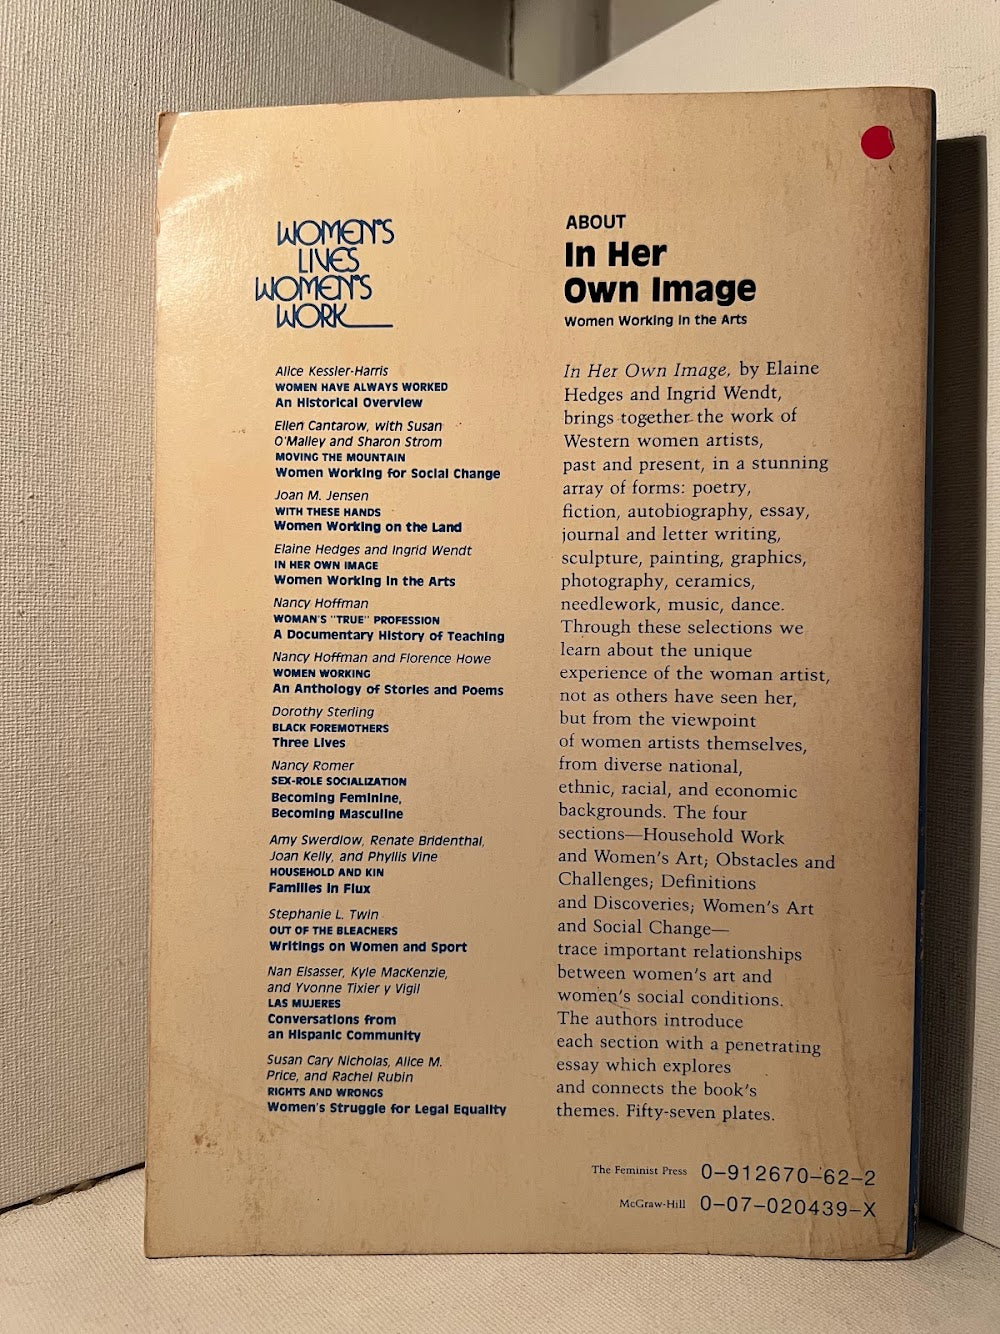 WOMEN'S
LIVES
WOMEN'S
WORK
Alice Kessler-Harris
WOMEN HAVE ALWAYS WORKED
An Historical Overview
Ellen Cantarow, with Susan
O'Malley and Sharon Strom
MOVING THE MOUNTAIN
Women Working for Social Change
Joan M. Jensen
WITH THESE HANDS
Women Working on the Land
Elaine Hedges and Ingrid Wendt
IN HER OWN IMAGE
Women Working in the Arts
Nancy Hoffman
WOMAN'S "TRUE" PROFESSION
A Documentary History of Teaching
Nancy Hoffman and Florence Howe
WOMEN WORKING
An Anthology of Stories and Poems
Dorothy Sterling
BLACK FOREMOTHERS
Three Lives
Nancy Romer
SEX-ROLE SOCIALIZATION
Becoming Feminine,
Becoming Masculine
Amy Swerdlow, Renate Bridenthal,
Joan Kelly, and Phyllis Vine
HOUSEHOLD AND KIN
Families in Flux
Stephanie L. Twin
OUT OF THE BLEACHERS
Writings on Women and Sport
Nan Elsasser, Kyle MacKenzie,
and Yvonne Tixier y Vigil
LAS MUJERES
Conversations from
an Hispanic Community
Susan Cary Nicholas, Alice M.
Price, and Rachel Rubin
RIGHTS AND WRONGS
Women's Struggle for Legal Equality
ABOUT
In Her
Own Image
Women Working in the Arts
In Her Own Image, by Elaine
Hedges and Ingrid Wendt,
brings together the work of
Western women artists,
past and present, in a stunning
array of forms: poetry,
fiction, autobiography, essay,
journal and letter writing,
sculpture, painting, graphics,
photography, ceramics,
needlework, music, dance.
Through these selections we
learn about the unique
experience of the woman artist,
not as others have seen her,
but from the viewpoint
of women artists themselves,
from diverse national,
ethnic, racial, and economic
backgrounds. The four
sections—Household Work
and Women's Art; Obstacles and
Challenges; Definitions
and Discoveries; Women's Art
and Social Change—
trace important relationships
between women's art and
women's social conditions.
The authors introduce
each section with a penetrating
essay which explores
and connects the book's
themes. Fifty-seven plates.
The Feminist Press 0-912670-62-2
McGraw-Hill 0-07-020439-X